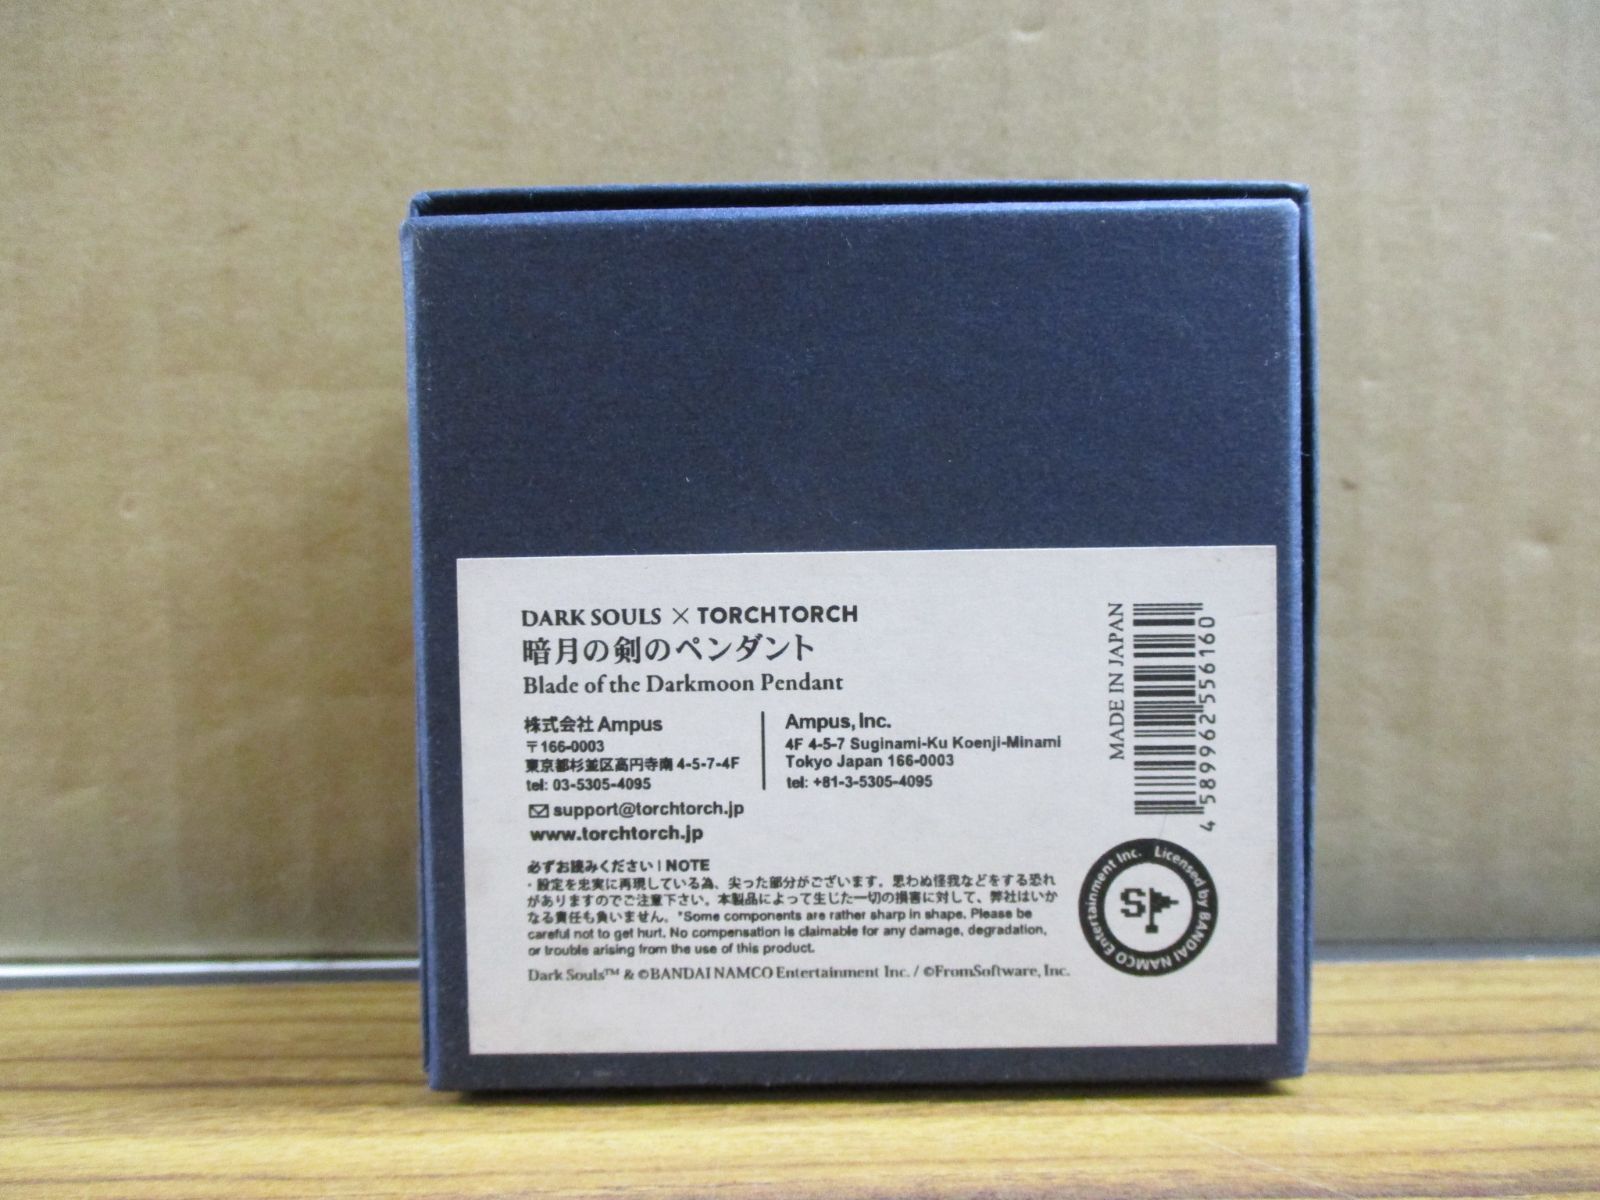 DARK SOULS × TORCHTORCH
暗月の剣のペンダント
Blade of the Darkmoon Pendant
株式会社 Ampus
〒166-0003
東京都杉並区高円寺南 4-5-7-4F
tel: 03-5305-4095
support@torchtorch.jp
www.torchtorch.jp
Ampus, Inc.
4F 4-5-7 Suginami-Ku Koenji-Minami
Tokyo Japan 166-0003
tel: +81-3-5305-4095
必ずお読みください | NOTE
・設定を忠実に再現している為、尖った部分がございます。思わぬ怪我などをする恐れ
がありますのでご注意下さい。本製品によって生じた一切の損害に対して、弊社はいか
なる責任も負いません。*Some components are rather sharp in shape. Please be
careful not to get hurt. No compensation is claimable for any damage, degradation,
or trouble arising from the use of this product.
Dark Souls™ & ©BANDAI NAMCO Entertainment Inc. / ©FromSoftware, Inc.
MADE IN JAPAN
4 589962 556160
Licensed by BANDAI NAMCO Entertainment Inc.
S